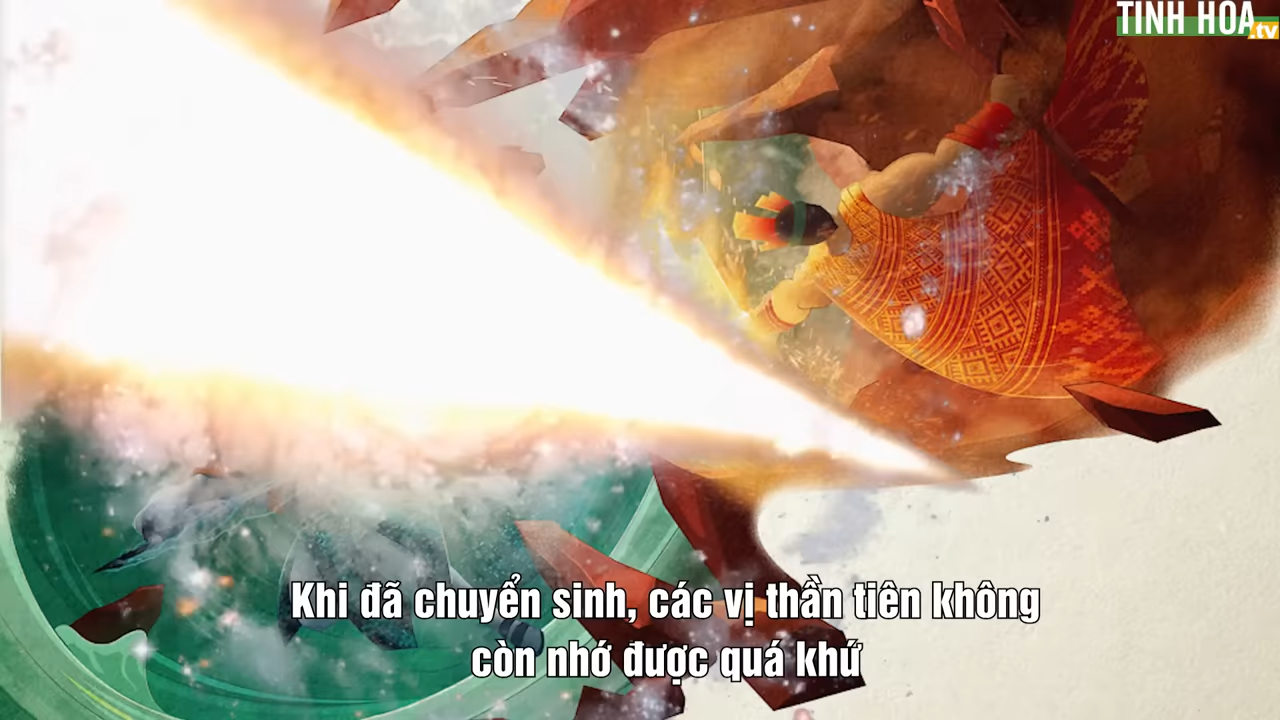 TINH HOA
.tv
Khi đã chuyển sinh, các vị thần tiên không
còn nhớ được quá khứ